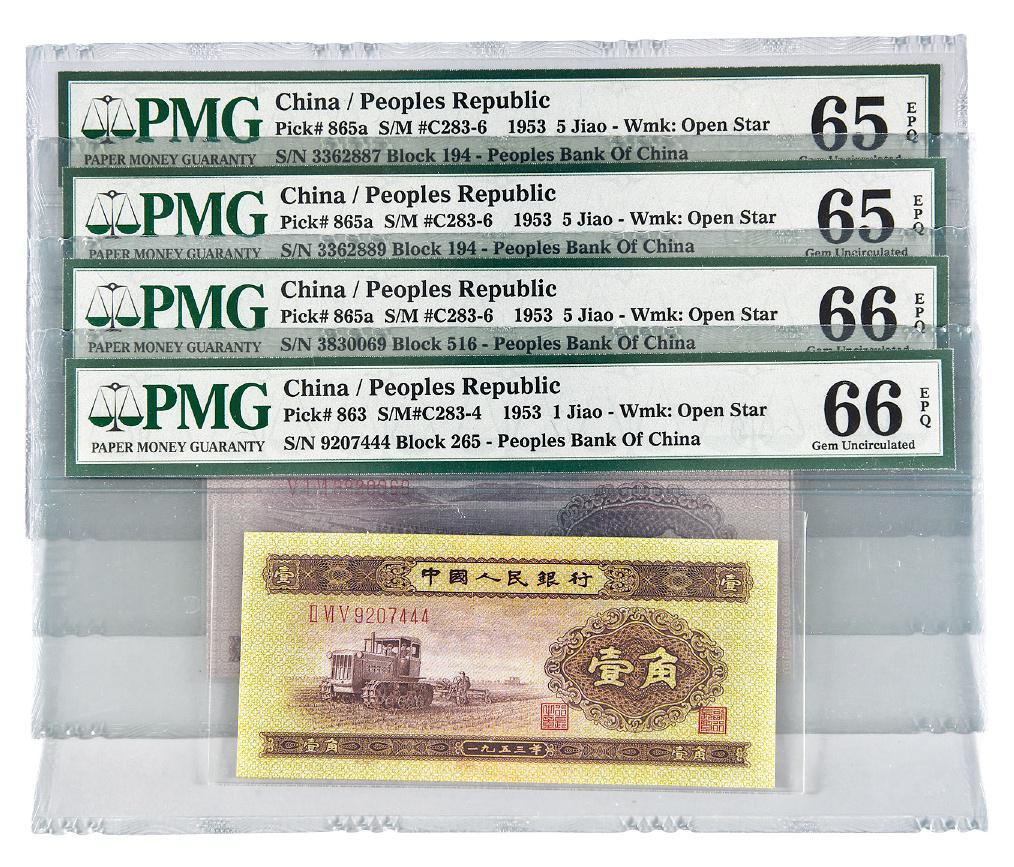 PMG
PAPER MONEY GUARANTY
China / Peoples Republic
Pick# 865a S/M #C283-6 1953 5 Jiao - Wmk: Open Star
S/N 3362887 Block 194 - Peoples Bank Of China
65 EPQ
Gem Uncirculated
PMG
PAPER MONEY GUARANTY
China / Peoples Republic
Pick# 865a S/M #C283-6 1953 5 Jiao - Wmk: Open Star
S/N 3362889 Block 194 - Peoples Bank Of China
65 EPQ
Gem Uncirculated
PMG
PAPER MONEY GUARANTY
China / Peoples Republic
Pick# 865a S/M #C283-6 1953 5 Jiao - Wmk: Open Star
S/N 3830069 Block 516 - Peoples Bank Of China
66 EPQ
Gem Uncirculated
PMG
PAPER MONEY GUARANTY
China / Peoples Republic
Pick# 863 S/M#C283-4 1953 1 Jiao - Wmk: Open Star
S/N 9207444 Block 265 - Peoples Bank Of China
66 EPQ
Gem Uncirculated
壹 中國人民銀行 壹
II VI V 9207444
壹角
壹角 一九五三年 壹角